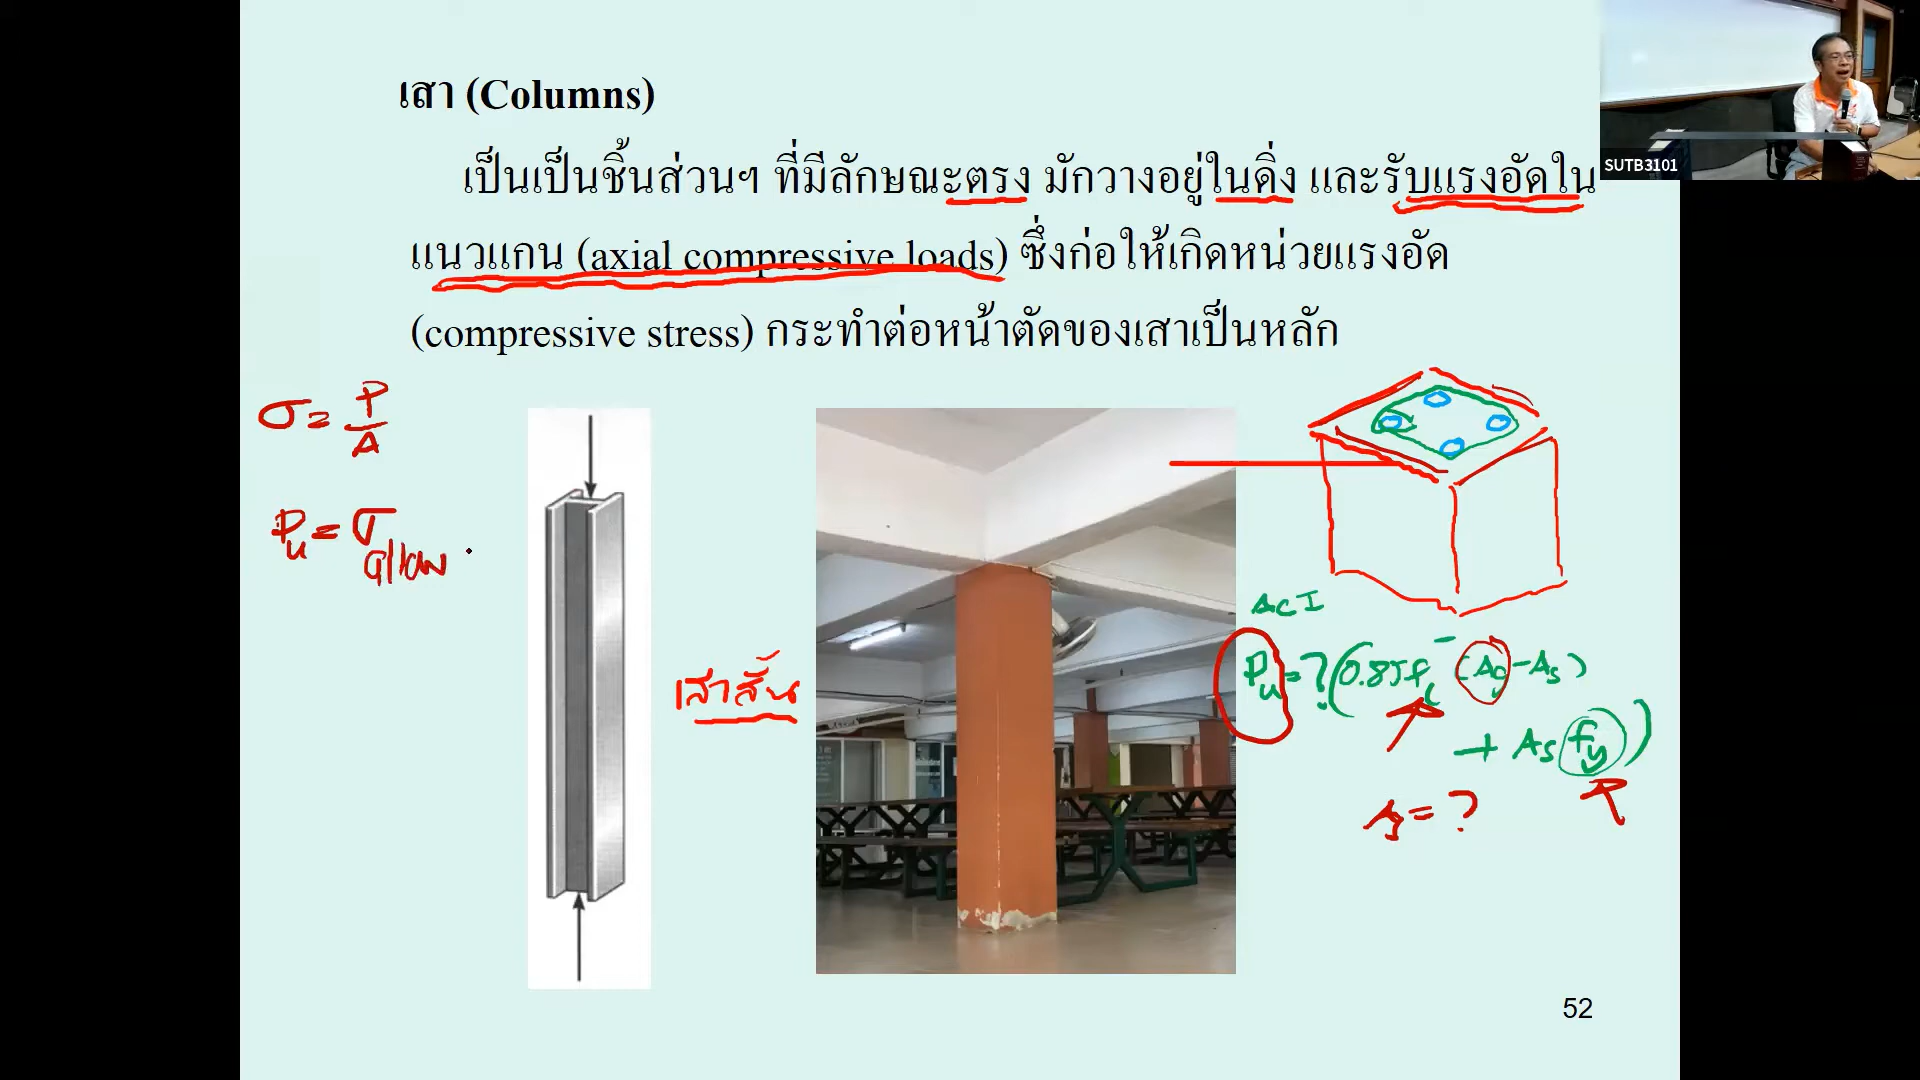 เสา (Columns)
เป็นเป็นชิ้นส่วนฯ ที่มีลักษณะตรง มักวางอยู่ในดิ่ง และรับแรงอัดใน
แนวแกน (axial compressive loads) ซึ่งก่อให้เกิดหน่วยแรงอัด
(compressive stress) กระทำต่อหน้าตัดของเสาเป็นหลัก
SUTB3101
σ = P/A
Pu = σallow
เสาสั้น
ACI
Pu = ? (0.85fc' (Ag - As)
+ As fy)
Ag = ?
52